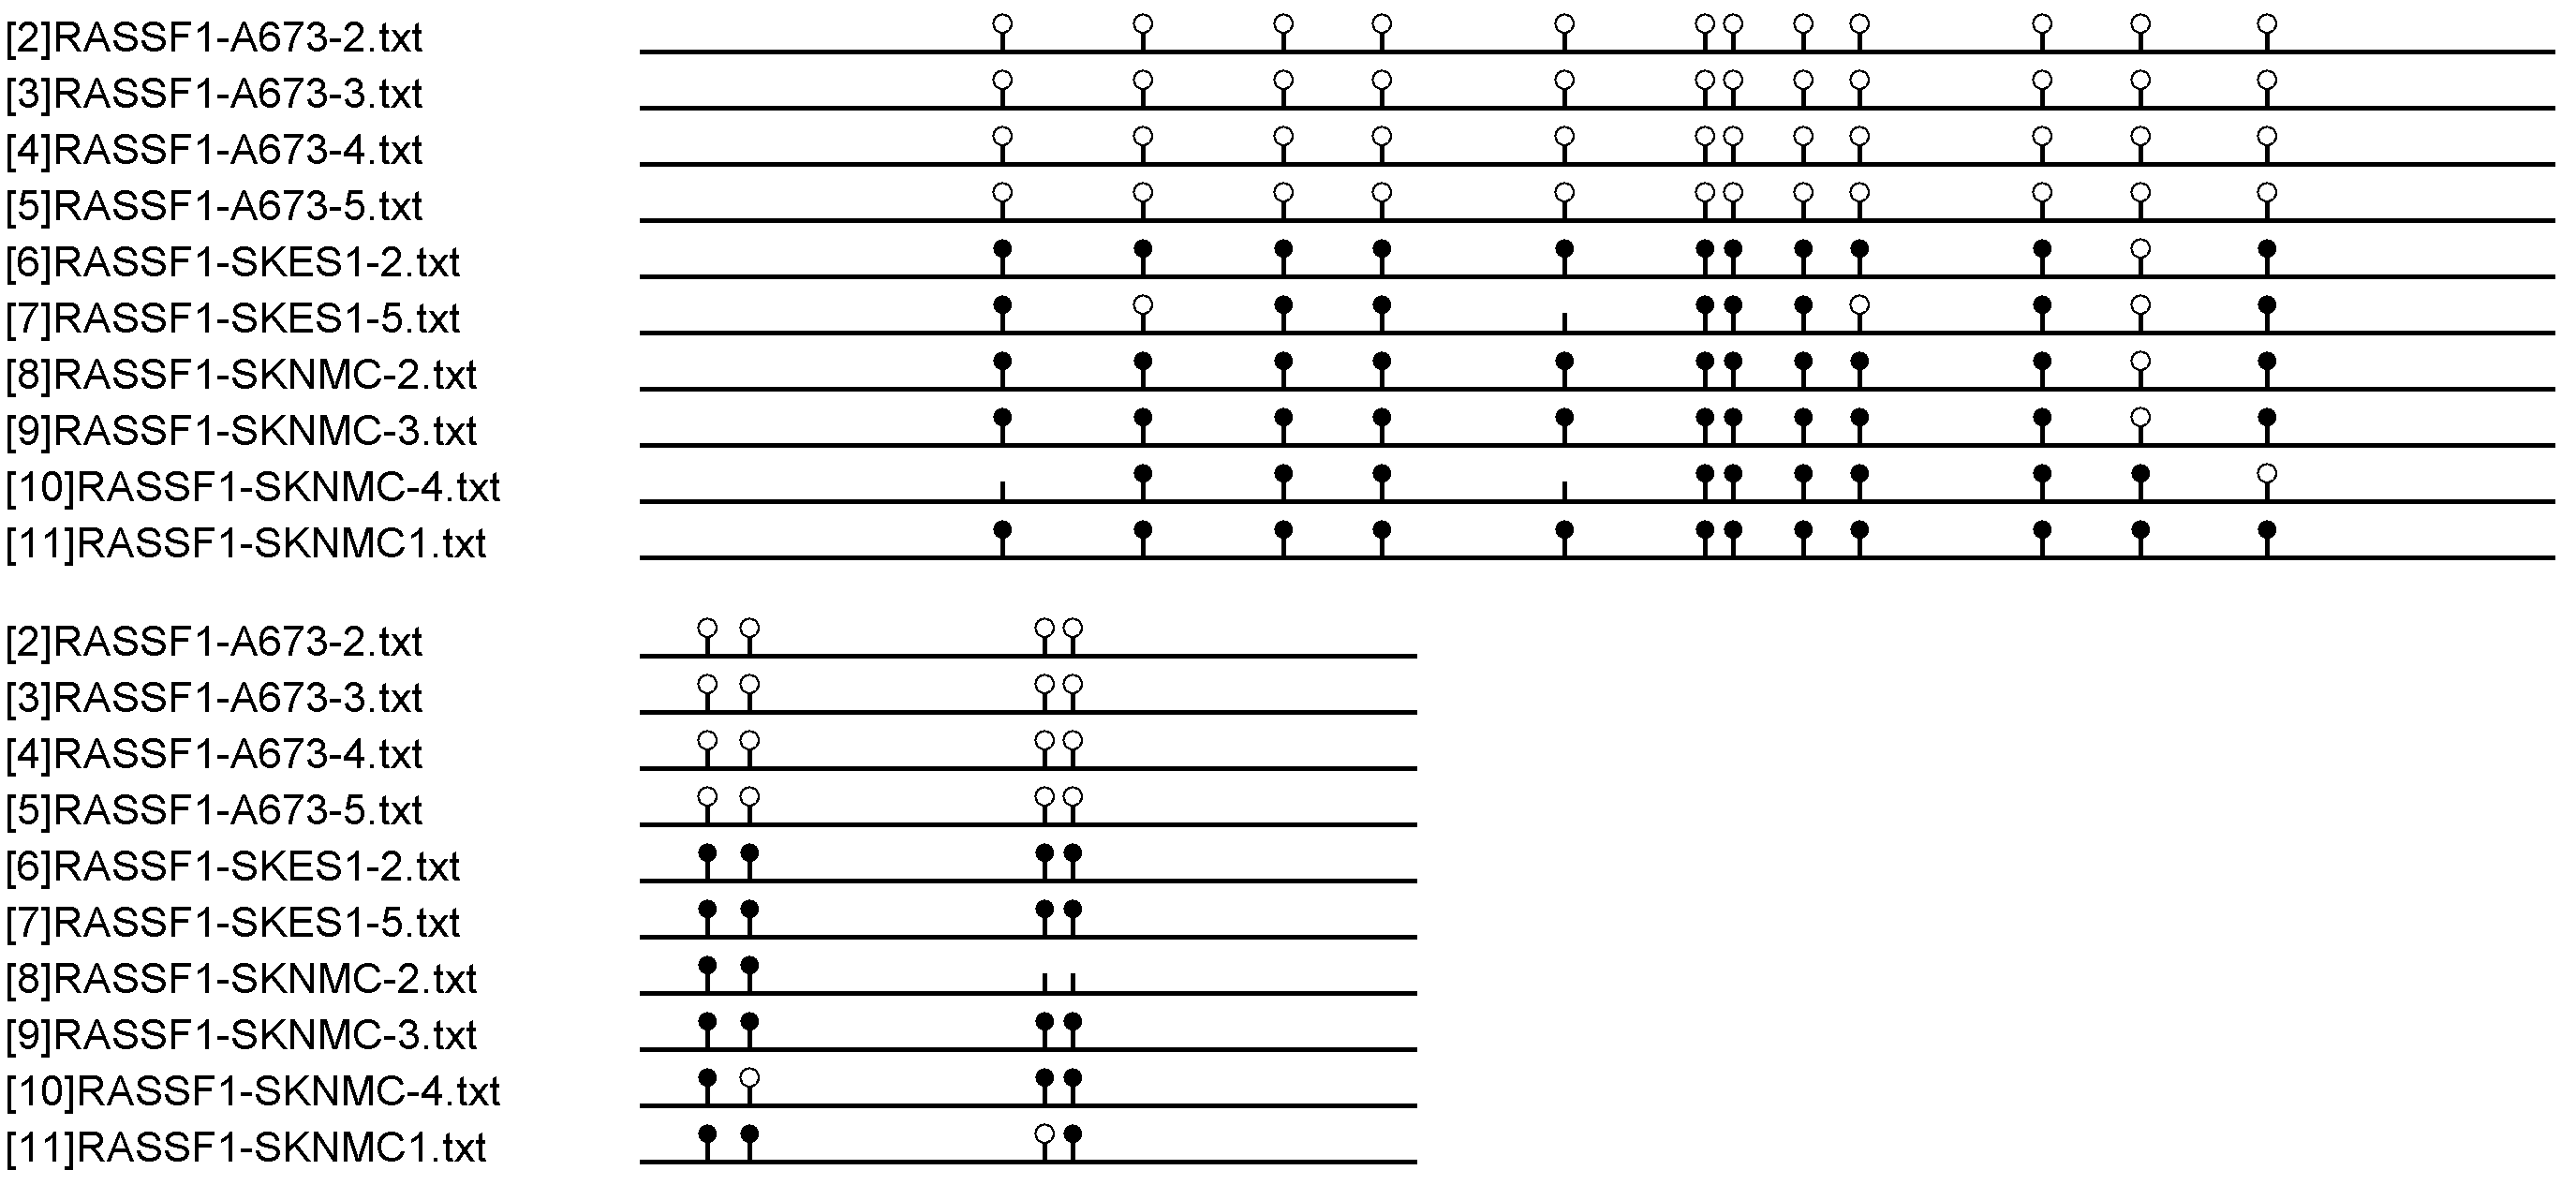 [2]RASSF1-A673-2.txt
[3]RASSF1-A673-3.txt
[4]RASSF1-A673-4.txt
[5]RASSF1-A673-5.txt
[6]RASSF1-SKES1-2.txt
[7]RASSF1-SKES1-5.txt
[8]RASSF1-SKNMC-2.txt
[9]RASSF1-SKNMC-3.txt
[10]RASSF1-SKNMC-4.txt
[11]RASSF1-SKNMC1.txt
[2]RASSF1-A673-2.txt
[3]RASSF1-A673-3.txt
[4]RASSF1-A673-4.txt
[5]RASSF1-A673-5.txt
[6]RASSF1-SKES1-2.txt
[7]RASSF1-SKES1-5.txt
[8]RASSF1-SKNMC-2.txt
[9]RASSF1-SKNMC-3.txt
[10]RASSF1-SKNMC-4.txt
[11]RASSF1-SKNMC1.txt